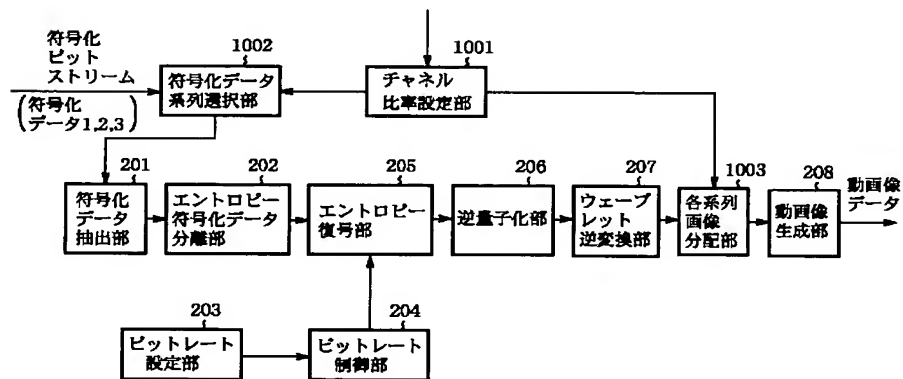 符号化
ビット
ストリーム
(符号化
データ1,2,3)
1002
符号化データ
系列選択部
1001
チャネル
比率設定部
201
符号化
データ
抽出部
202
エントロピー
符号化データ
分離部
205
エントロピー
復号部
206
逆量子化部
207
ウェーブ
レット
逆変換部
1003
各系列
画像
分配部
208
動画像
生成部
動画像
データ
203
ビットレート
設定部
204
ビットレート
制御部